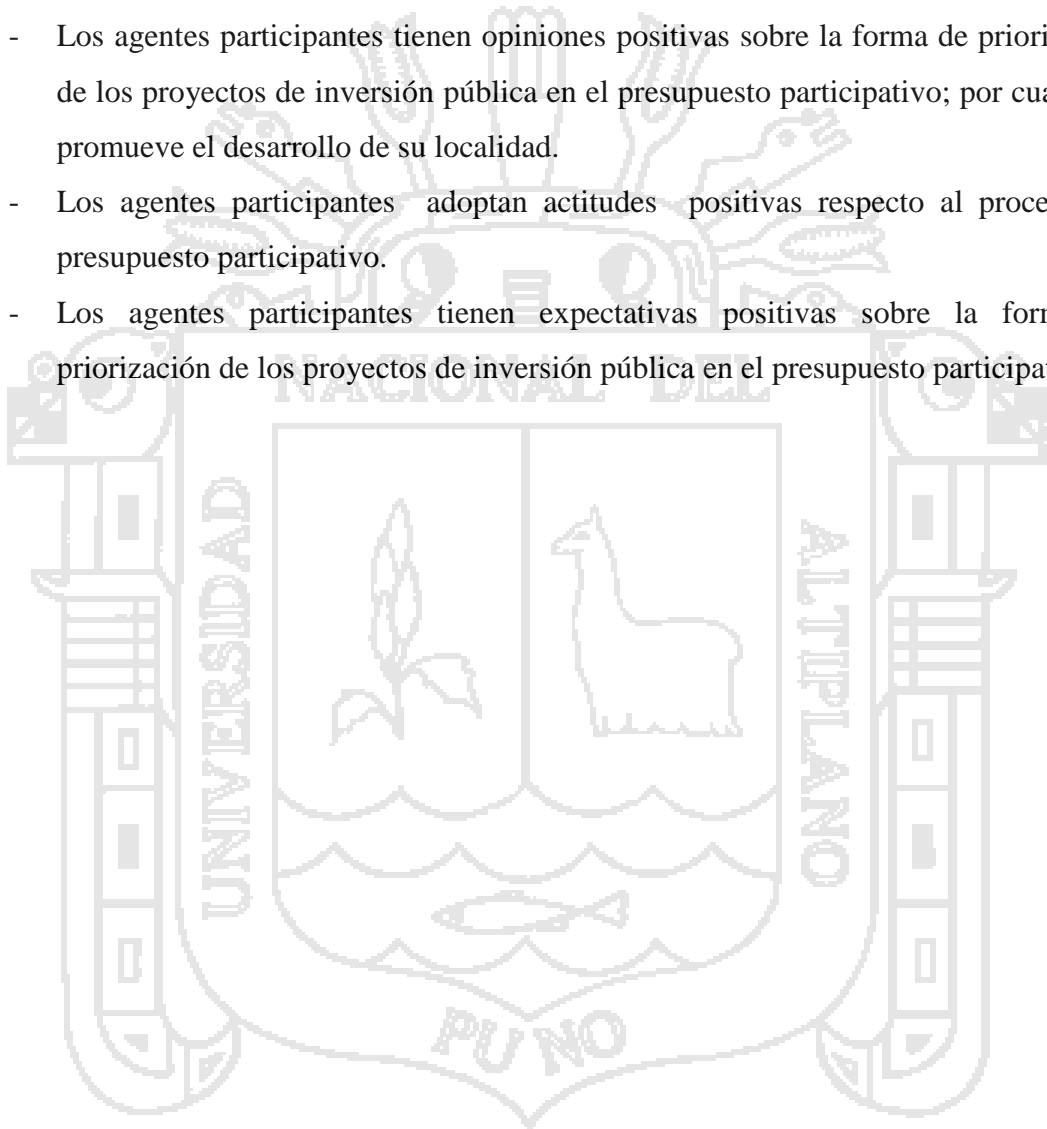 - Los agentes participantes tienen opiniones positivas sobre la forma de priori
de los proyectos de inversión pública en el presupuesto participativo; por cua
promueve el desarrollo de su localidad.
- Los agentes participantes adoptan actitudes positivas respecto al proce
presupuesto participativo.
- Los agentes participantes tienen expectativas positivas sobre la for
priorización de los proyectos de inversión pública en el presupuesto participa
NACIONAL DEL
UNIVERSIDAD
ALTIPLANO
PUNO